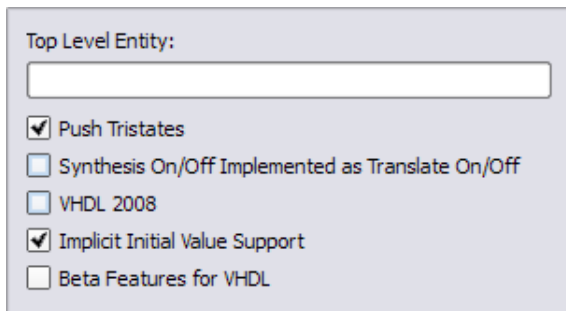 Top Level Entity:
Push Tristates
Synthesis On/Off Implemented as Translate On/Off
VHDL 2008
Implicit Initial Value Support
Beta Features for VHDL